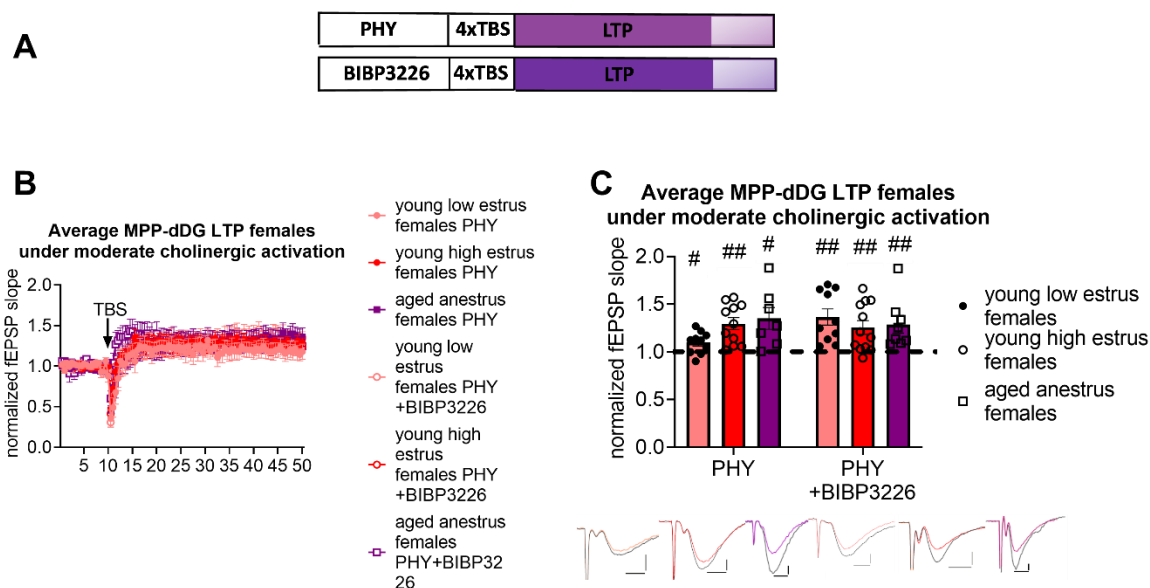 A
PHY 4xTBS LTP
BIBP3226 4xTBS LTP
B
Average MPP-dDG LTP females
under moderate cholinergic activation
normalized fEPSP slope
2.0
1.5
1.0
0.5
0.0
TBS
5 10 15 20 25 30 35 40 45 50
young low estrus
females PHY
young high estrus
females PHY
aged anestrus
females PHY
young low
estrus
females PHY
+BIBP3226
young high
estrus
females PHY
+BIBP3226
aged anestrus
females
PHY+BIBP32
26
C
Average MPP-dDG LTP females
under moderate cholinergic activation
normalized fEPSP slope
2.0
1.5
1.0
0.5
0.0
# ## # ## ## ##
PHY
PHY
+BIBP3226
young low estrus
females
young high estrus
females
aged anestrus
females